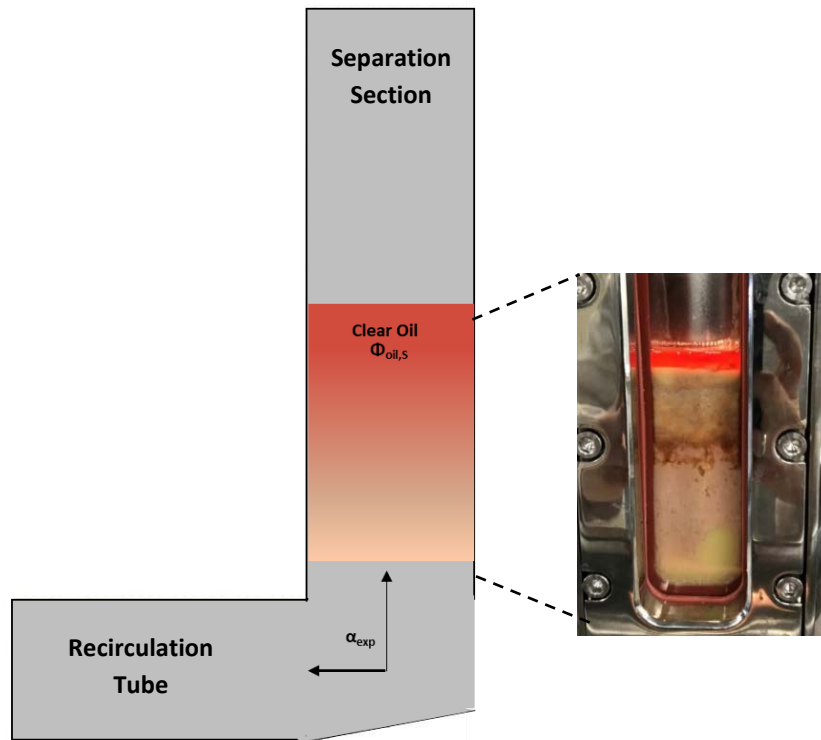 Separation
Section
Clear Oil
Φoil,S
αexp
Recirculation
Tube